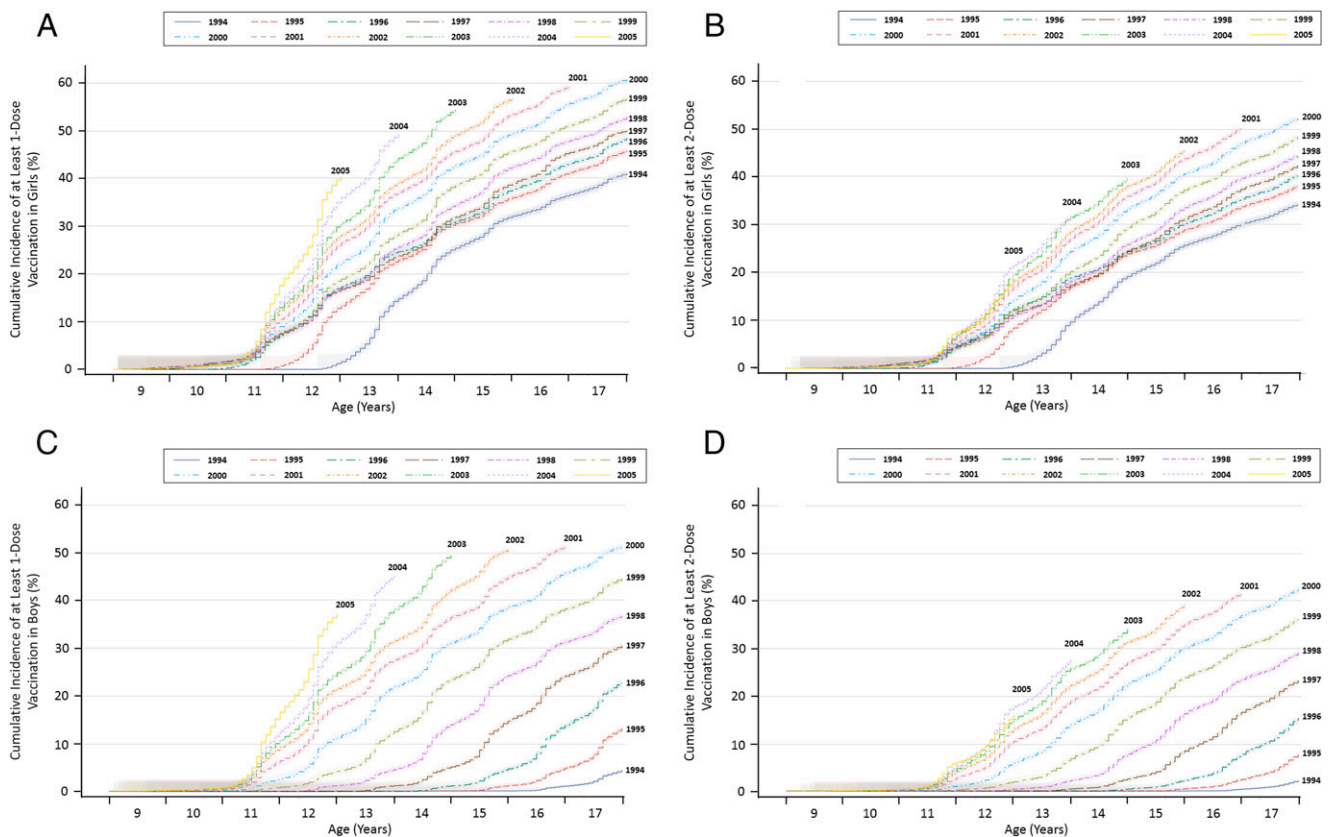 A
1994 1995 1996 1997 1998 1999
2000 2001 2002 2003 2004 2005
Cumulative Incidence of at Least 1-Dose
Vaccination in Girls (%)
60
50
40
30
20
10
0
2005
2004
2003
2002
2001
2000
1999
1998
1997
1996
1995
1994
9 10 11 12 13 14 15 16 17
Age (Years)
B
1994 1995 1996 1997 1998 1999
2000 2001 2002 2003 2004 2005
Cumulative Incidence of at Least 2-Dose
Vaccination in Girls (%)
60
50
40
30
20
10
0
2005
2004
2003
2002
2001
2000
1999
1998
1997
1996
1995
1994
9 10 11 12 13 14 15 16 17
Age (Years)
C
1994 1995 1996 1997 1998 1999
2000 2001 2002 2003 2004 2005
Cumulative Incidence of at Least 1-Dose
Vaccination in Boys (%)
60
50
40
30
20
10
0
2005
2004
2003
2002
2001
2000
1999
1998
1997
1996
1995
1994
9 10 11 12 13 14 15 16 17
Age (Years)
D
1994 1995 1996 1997 1998 1999
2000 2001 2002 2003 2004 2005
Cumulative Incidence of at Least 2-Dose
Vaccination in Boys (%)
60
50
40
30
20
10
0
2005
2004
2003
2002
2001
2000
1999
1998
1997
1996
1995
1994
9 10 11 12 13 14 15 16 17
Age (Years)